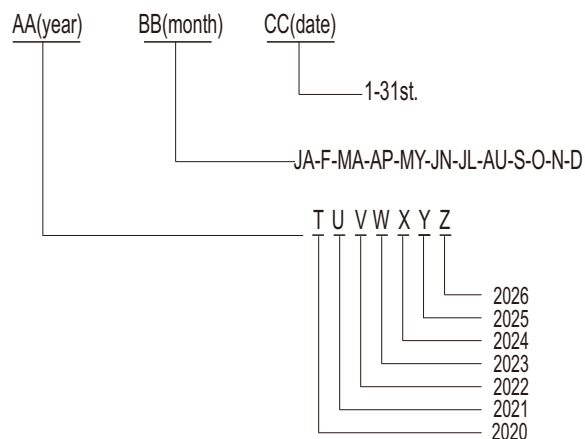 AA(year) BB(month) CC(date)
1-31st.
JA-F-MA-AP-MY-JN-JL-AU-S-O-N-D
T U V W X Y Z
2026
2025
2024
2023
2022
2021
2020